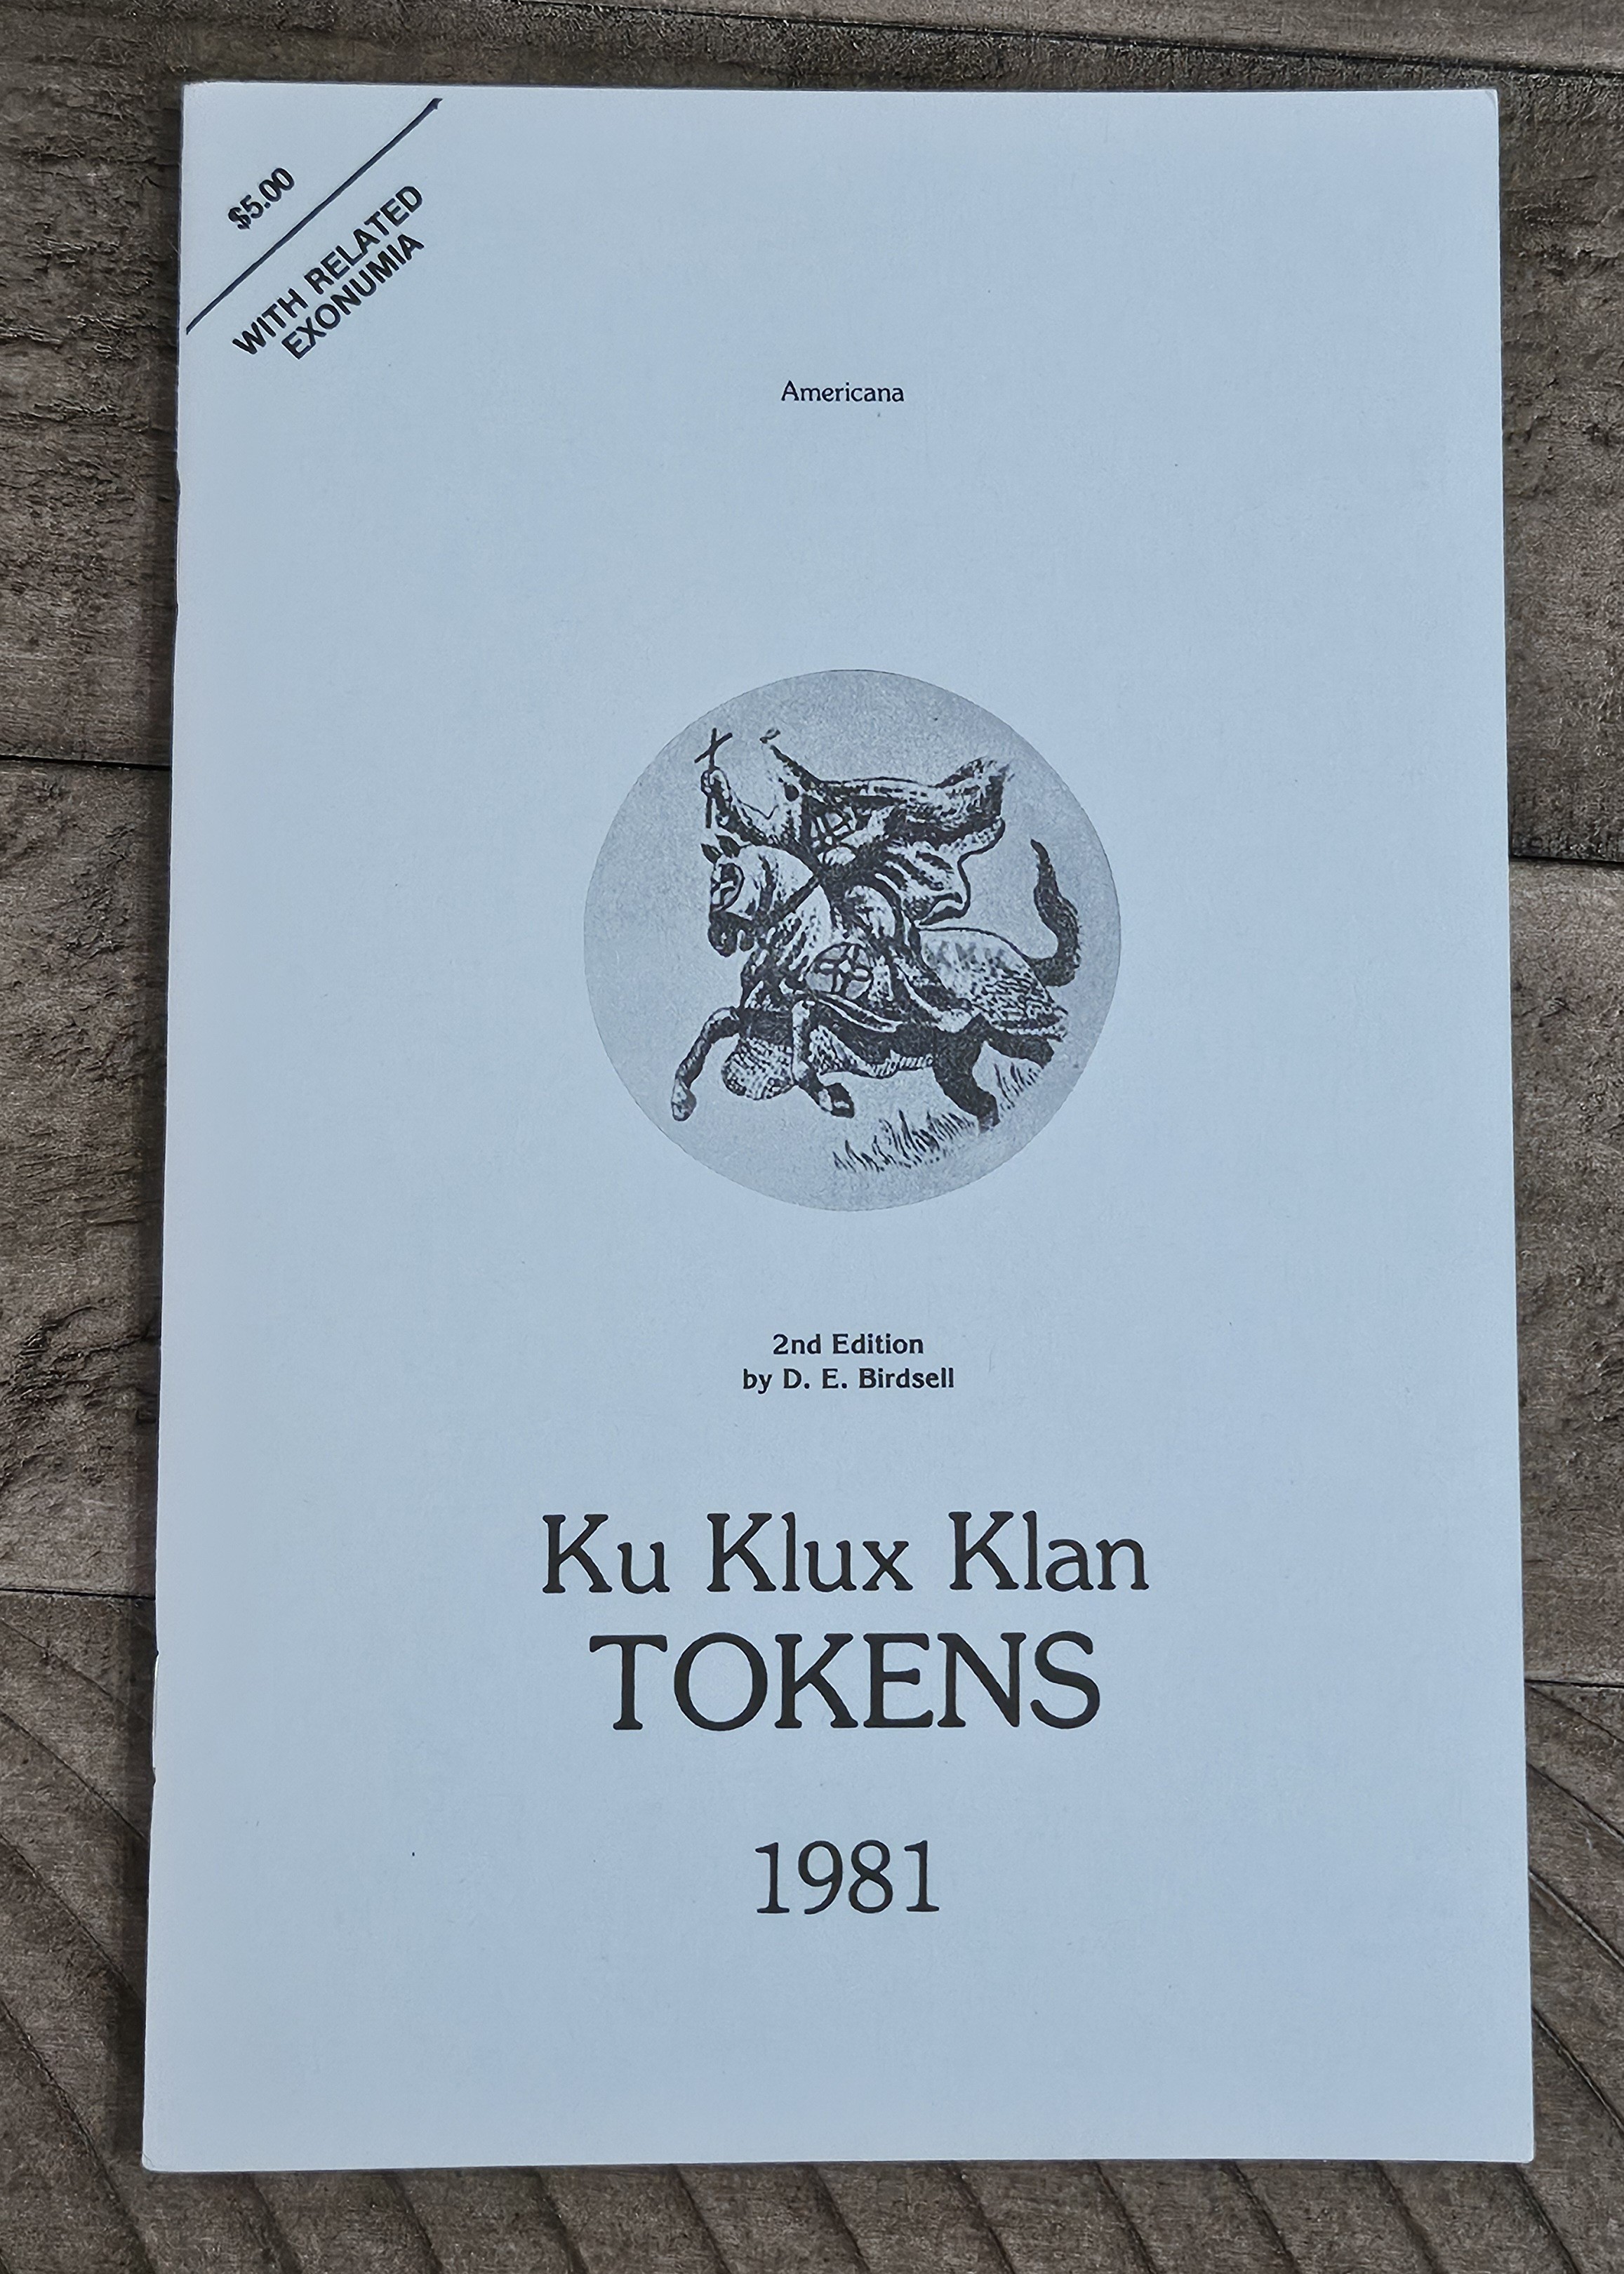 $5.00
WITH RELATED
EXONUMIA
Americana
2nd Edition
by D. E. Birdsell
Ku Klux Klan
TOKENS
1981